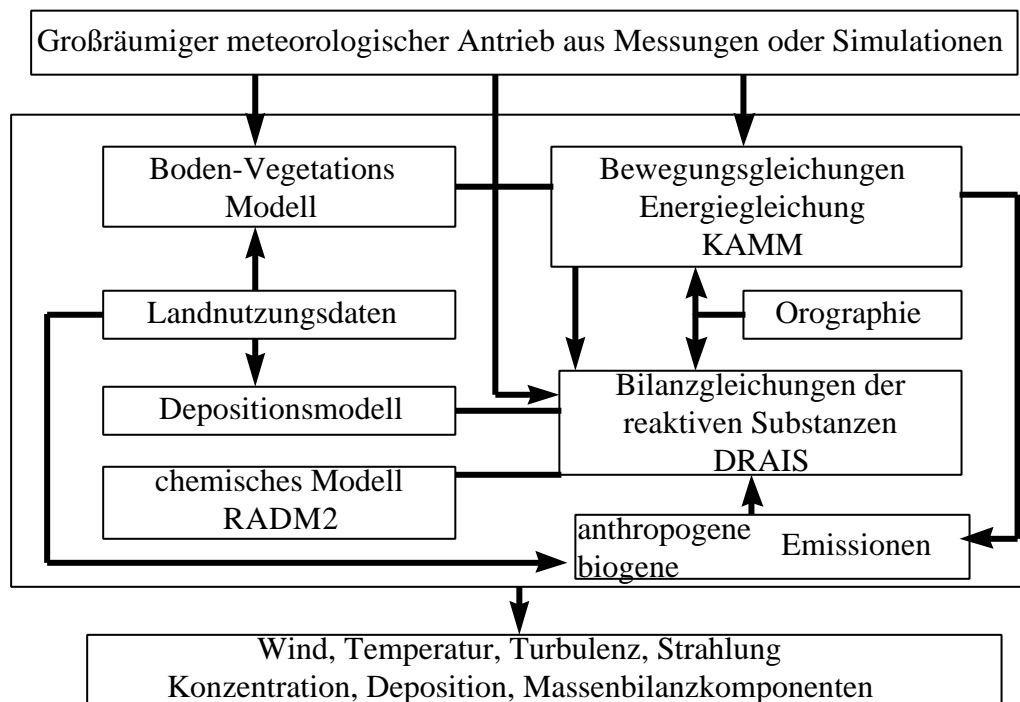 Großräumiger meteorologischer Antrieb aus Messungen oder Simulationen
Boden-Vegetations
Modell
Bewegungsgleichungen
Energiegleichung
KAMM
Landnutzungsdaten
Orographie
Depositionsmodell
Bilanzgleichungen der
reaktiven Substanzen
DRAIS
chemisches Modell
RADM2
anthropogene
biogene
Emissionen
Wind, Temperatur, Turbulenz, Strahlung
Konzentration, Deposition, Massenbilanzkomponenten